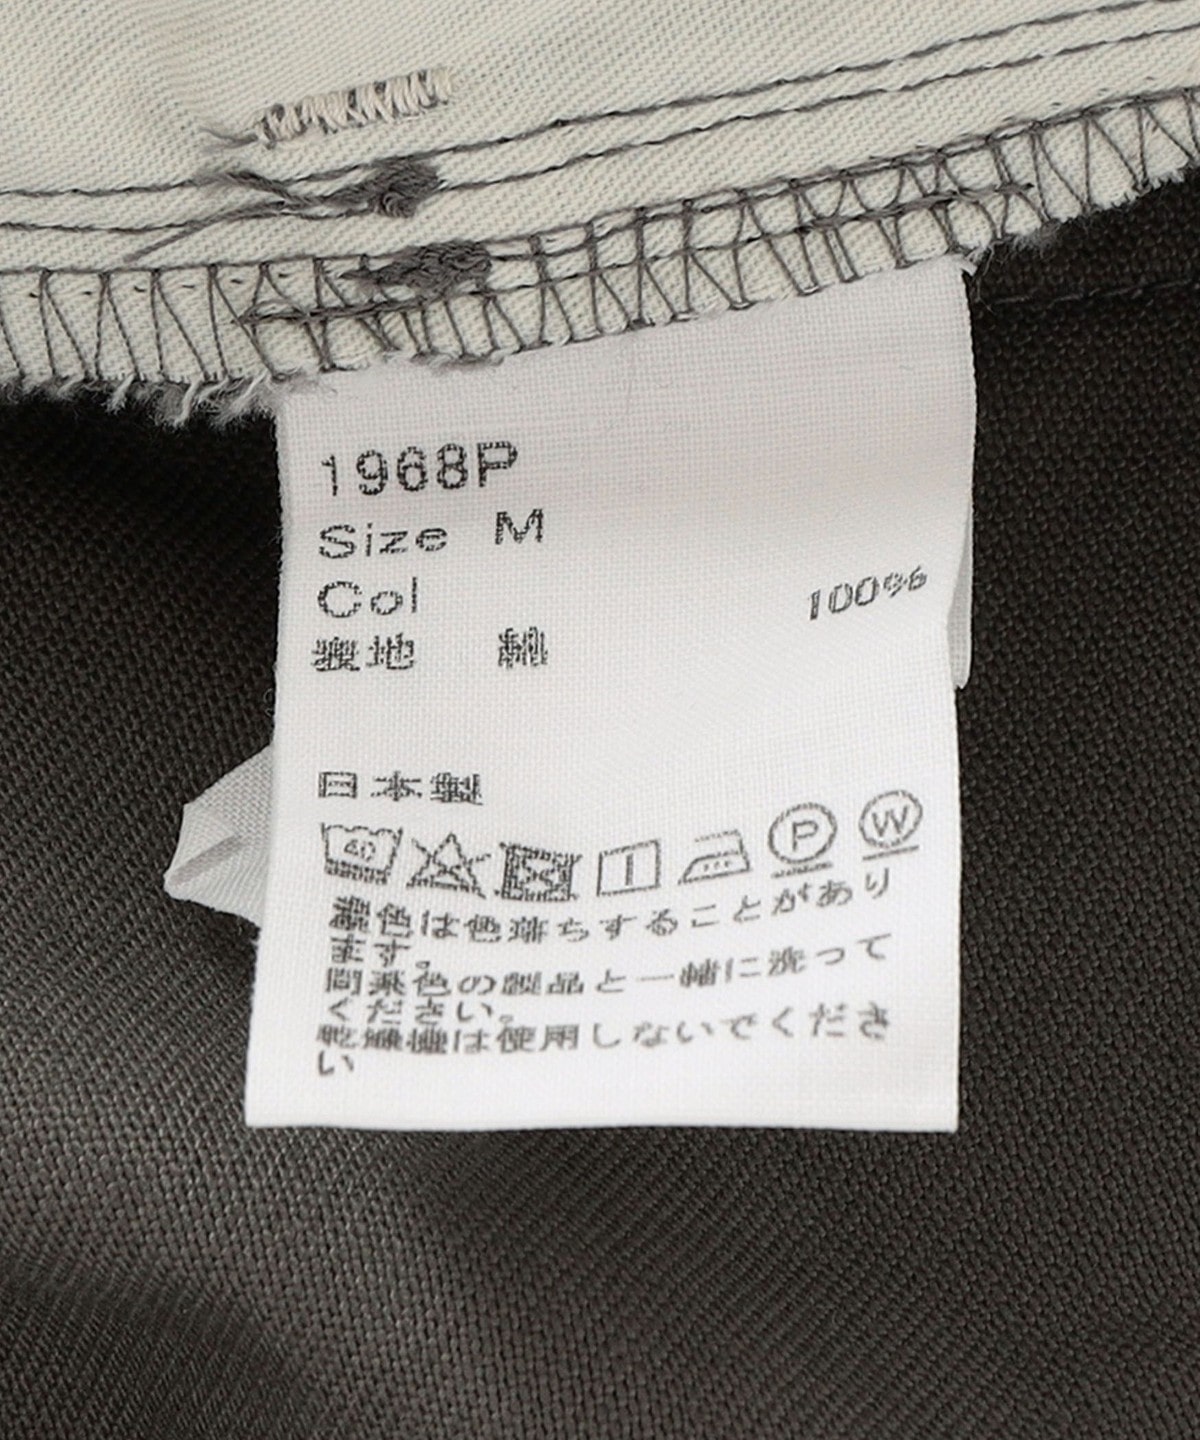 1968P
Size M
Col
表地 綿 100%
日本製
40 P W
濃色は色落ちすることがあり
ます。
同系色の製品と一緒に洗って
ください。
乾燥機は使用しないでくださ
い